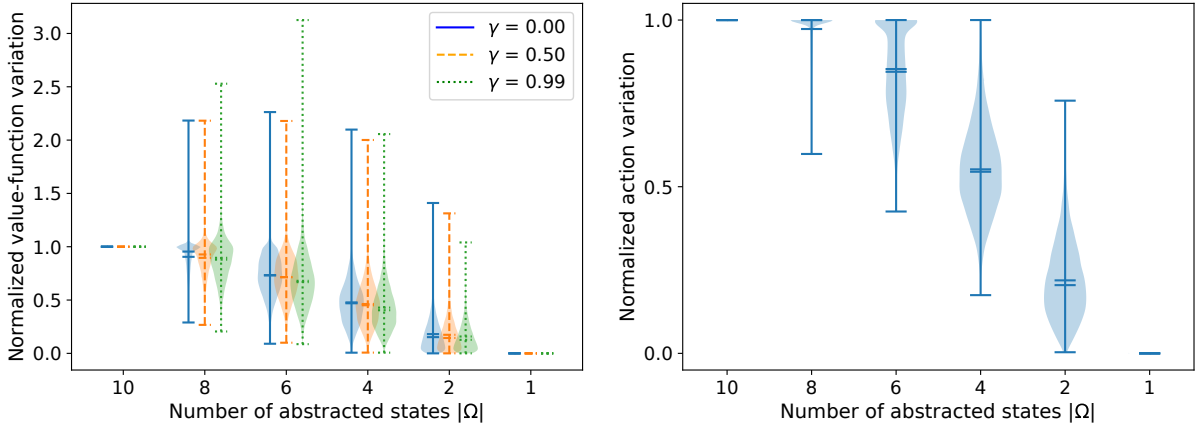 Normalized value-function variation
3.0
2.5
2.0
1.5
1.0
0.5
0.0
γ = 0.00
γ = 0.50
γ = 0.99
10 8 6 4 2 1
Number of abstracted states |Ω|
Normalized action variation
1.0
0.5
0.0
10 8 6 4 2 1
Number of abstracted states |Ω|